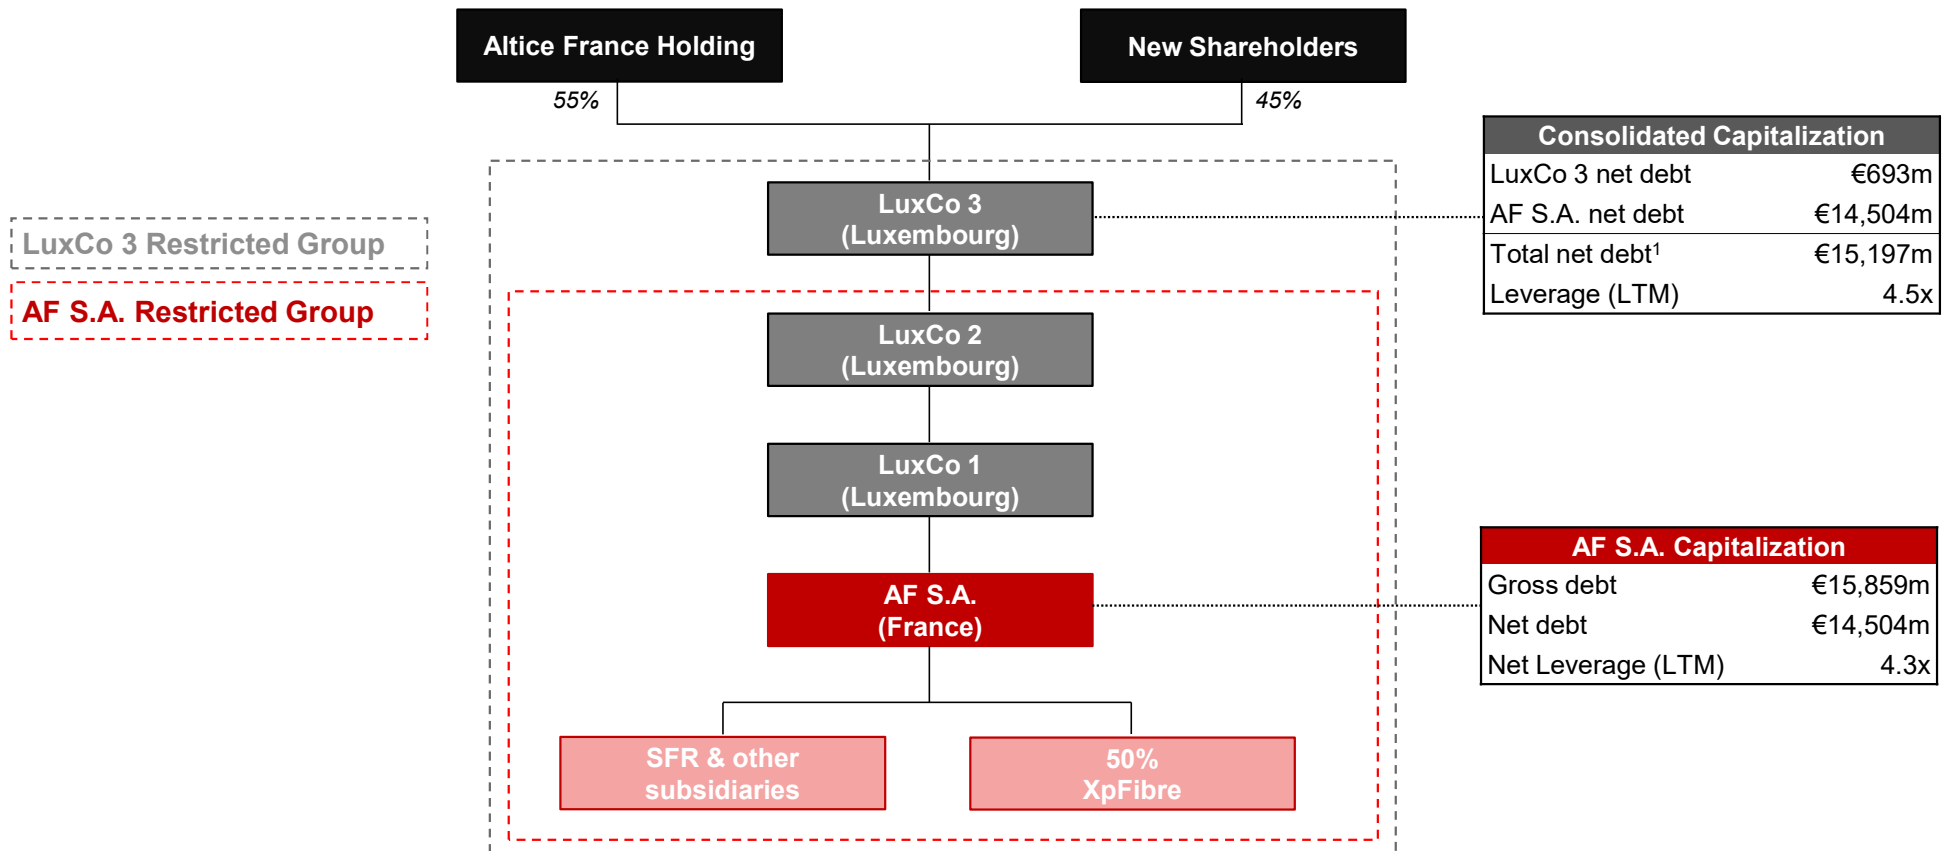 Altice France Holding
New Shareholders
55%
45%
Consolidated Capitalization
LuxCo 3 net debt €693m
AF S.A. net debt €14,504m
Total net debt¹ €15,197m
Leverage (LTM) 4.5x
LuxCo 3
(Luxembourg)
LuxCo 3 Restricted Group
AF S.A. Restricted Group
LuxCo 2
(Luxembourg)
LuxCo 1
(Luxembourg)
AF S.A.
(France)
AF S.A. Capitalization
Gross debt €15,859m
Net debt €14,504m
Net Leverage (LTM) 4.3x
SFR & other
subsidiaries
50%
XpFibre